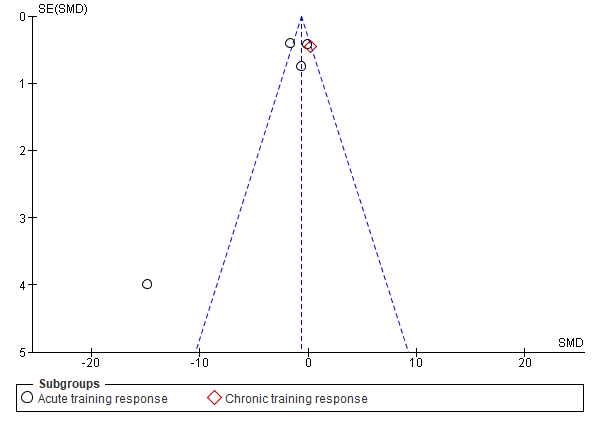 SE(SMD)
0
1
2
3
4
5
SMD
-20
-10
0
10
20
Subgroups
Acute training response
Chronic training response